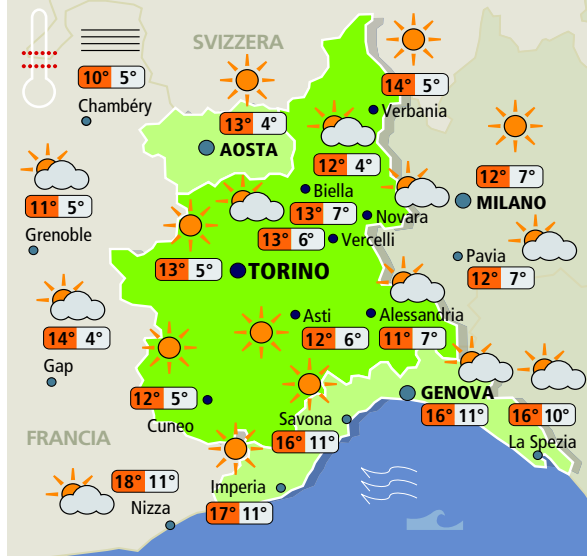 SVIZZERA
10° 5°
Chambéry
14° 5°
Verbania
13° 4°
AOSTA
12° 4°
Biella
12° 7°
MILANO
11° 5°
Grenoble
13° 7°
Novara
13° 6°
Vercelli
13° 5°
TORINO
Pavia
12° 7°
14° 4°
Gap
Asti
12° 6°
Alessandria
11° 7°
12° 5°
Cuneo
GENOVA
16° 11°
16° 10°
La Spezia
Savona
16° 11°
FRANCIA
18° 11°
Nizza
Imperia
17° 11°